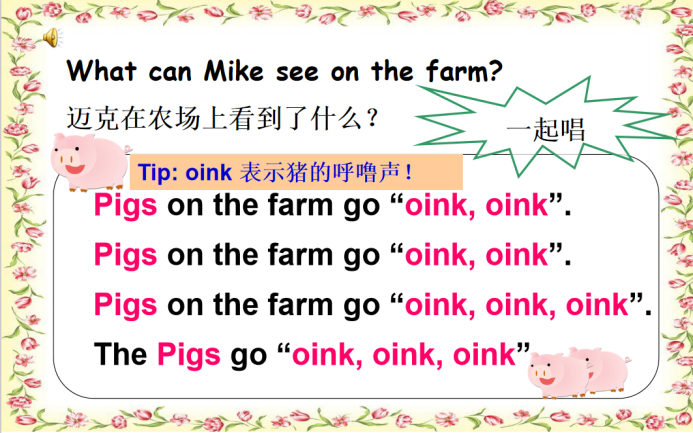 What can Mike see on the farm?
迈克在农场上看到了什么？
一起唱
Tip: oink 表示猪的呼噜声！
Pigs on the farm go “oink, oink”.
Pigs on the farm go “oink, oink”.
Pigs on the farm go “oink, oink, oink”.
The Pigs go “oink, oink, oink”